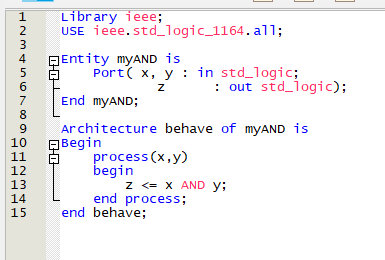 1 Library ieee;
2 USE ieee.std_logic_1164.all;
3
4 Entity myAND is
5 Port( x, y : in std_logic;
6 z : out std_logic);
7 End myAND;
8
9 Architecture behave of myAND is
10 Begin
11 process(x,y)
12 begin
13 z <= x AND y;
14 end process;
15 end behave;